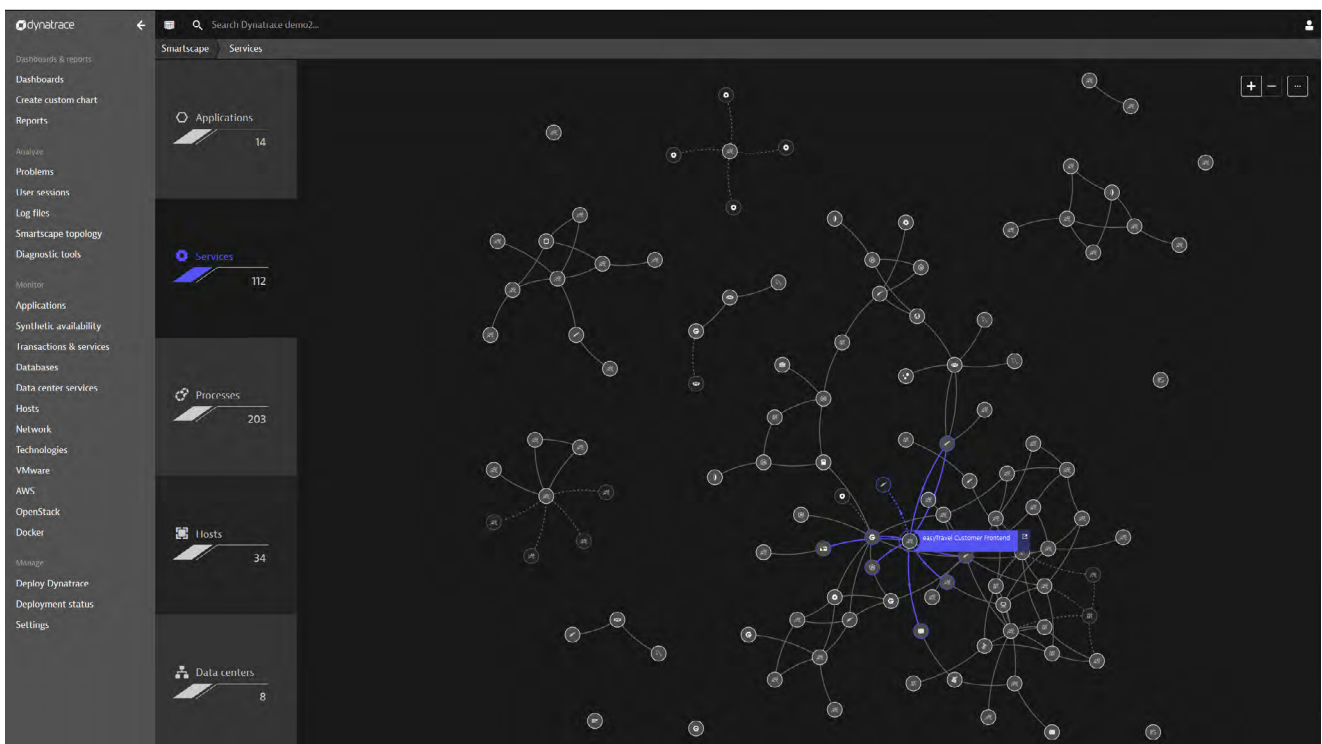 dynatrace
Search Dynatrace demo2...
Smartscape
Services
Dashboards & reports
Dashboards
Create custom chart
Reports
Analyze
Problems
User sessions
Log files
Smartscape topology
Diagnostic tools
Monitor
Applications
Synthetic availability
Transactions & services
Databases
Data center services
Hosts
Network
Technologies
VMware
AWS
OpenStack
Docker
Manage
Deploy Dynatrace
Deployment status
Settings
Applications
14
Services
112
Processes
203
Hosts
34
Data centers
8
easyTravel Customer Frontend